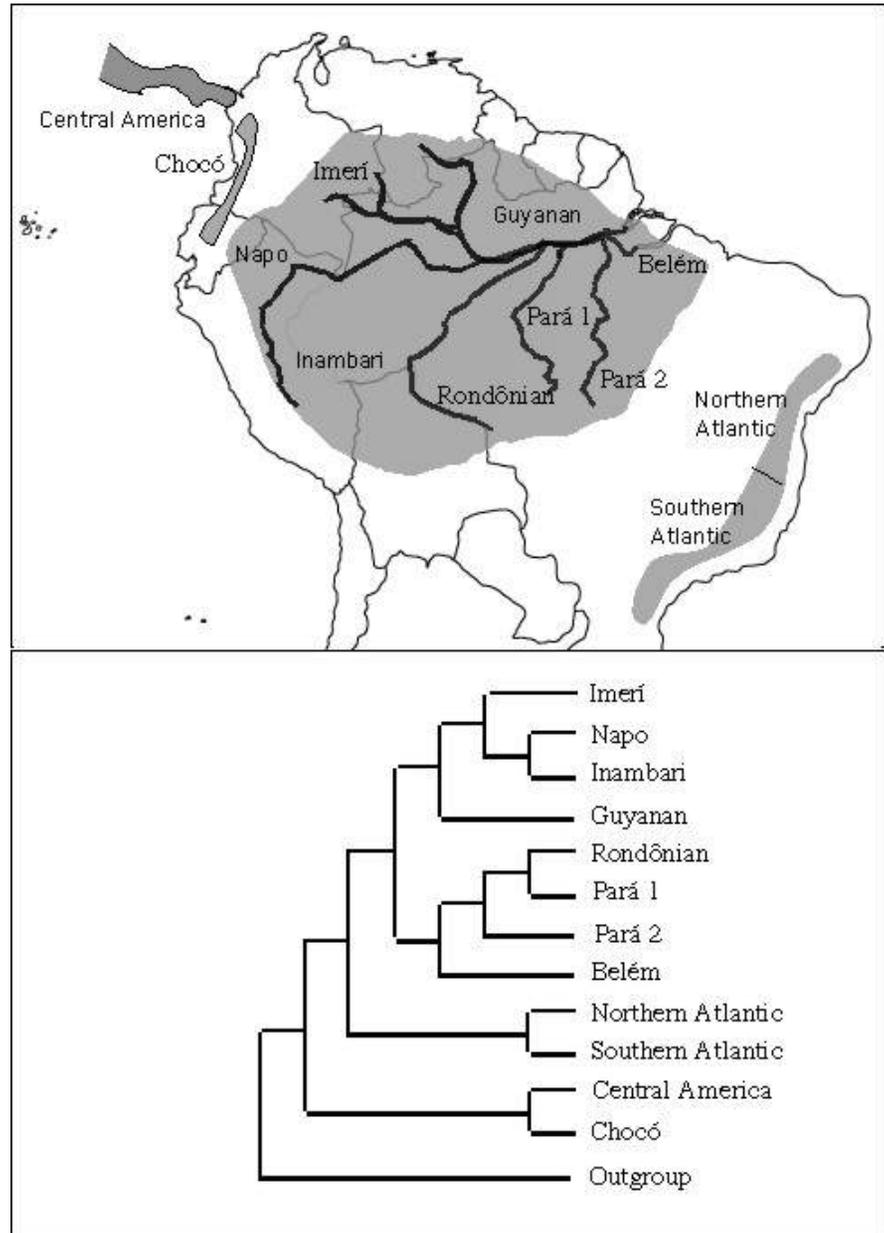 Central America
Chocó
Imerí
Guyanan
Napo
Belém
Pará 1
Inambari
Rondônian
Pará 2
Northern
Atlantic
Southern
Atlantic
Imerí
Napo
Inambari
Guyanan
Rondônian
Pará 1
Pará 2
Belém
Northern Atlantic
Southern Atlantic
Central America
Chocó
Outgroup